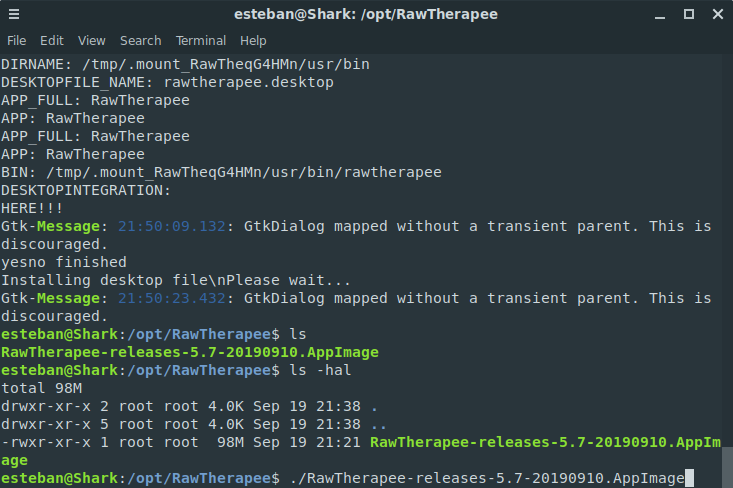 esteban@Shark: /opt/RawTherapee
File Edit View Search Terminal Help
DIRNAME: /tmp/.mount_RawTheqG4HMn/usr/bin
DESKTOPFILE_NAME: rawtherapee.desktop
APP_FULL: RawTherapee
APP: RawTherapee
APP_FULL: RawTherapee
APP: RawTherapee
BIN: /tmp/.mount_RawTheqG4HMn/usr/bin/rawtherapee
DESKTOPINTEGRATION:
HERE!!!
Gtk-Message: 21:50:09.132: GtkDialog mapped without a transient parent. This is
discouraged.
yesno finished
Installing desktop file\nPlease wait...
Gtk-Message: 21:50:23.432: GtkDialog mapped without a transient parent. This is
discouraged.
esteban@Shark:/opt/RawTherapee$ ls
RawTherapee-releases-5.7-20190910.AppImage
esteban@Shark:/opt/RawTherapee$ ls -hal
total 98M
drwxr-xr-x 2 root root 4.0K Sep 19 21:38 .
drwxr-xr-x 5 root root 4.0K Sep 19 21:38 ..
-rwxr-xr-x 1 root root  98M Sep 19 21:21 RawTherapee-releases-5.7-20190910.AppIm
age
esteban@Shark:/opt/RawTherapee$ ./RawTherapee-releases-5.7-20190910.AppImage